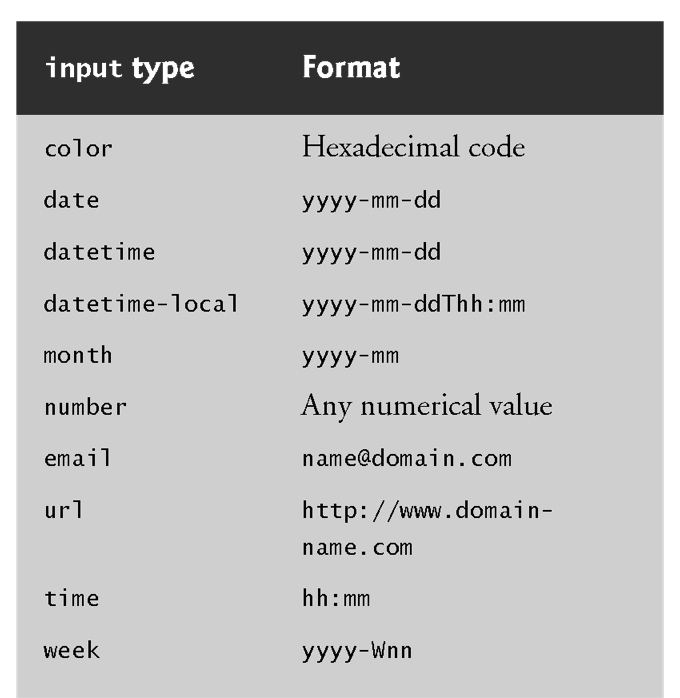 input type Format
color Hexadecimal code
date yyyy-mm-dd
datetime yyyy-mm-dd
datetime-local yyyy-mm-ddThh:mm
month yyyy-mm
number Any numerical value
email name@domain.com
url http://www.domain-
name.com
time hh:mm
week yyyy-Wnn